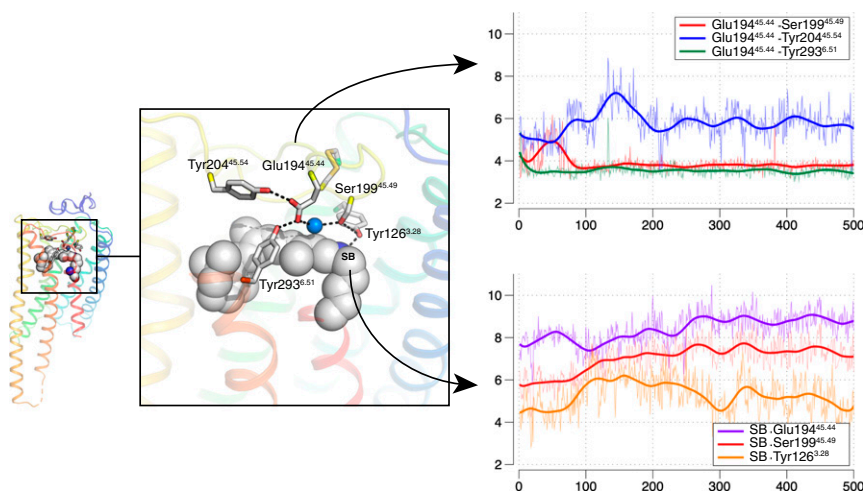 Tyr204^45.54
Glu194^45.44
Ser199^45.49
Tyr126^3.28
SB
Tyr293^6.51
10
8
6
4
2
Glu194^45.44-Ser199^45.49
Glu194^45.44-Tyr204^45.54
Glu194^45.44-Tyr293^6.51
0 100 200 300 400 500
10
8
6
4
2
SB-Glu194^45.44
SB-Ser199^45.49
SB-Tyr126^3.28
0 100 200 300 400 500